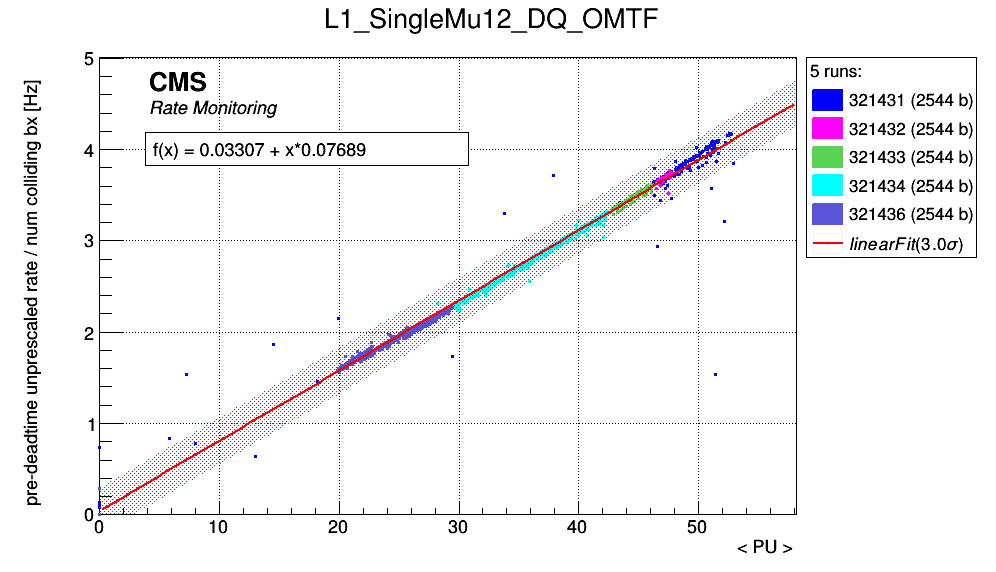 L1_SingleMu12_DQ_OMTF
pre-deadtime unprescaled rate / num colliding bx [Hz]
5
4
3
2
1
0
CMS
Rate Monitoring
f(x) = 0.03307 + x*0.07689
0 10 20 30 40 50
< PU >
5 runs:
321431 (2544 b)
321432 (2544 b)
321433 (2544 b)
321434 (2544 b)
321436 (2544 b)
linearFit(3.0σ)